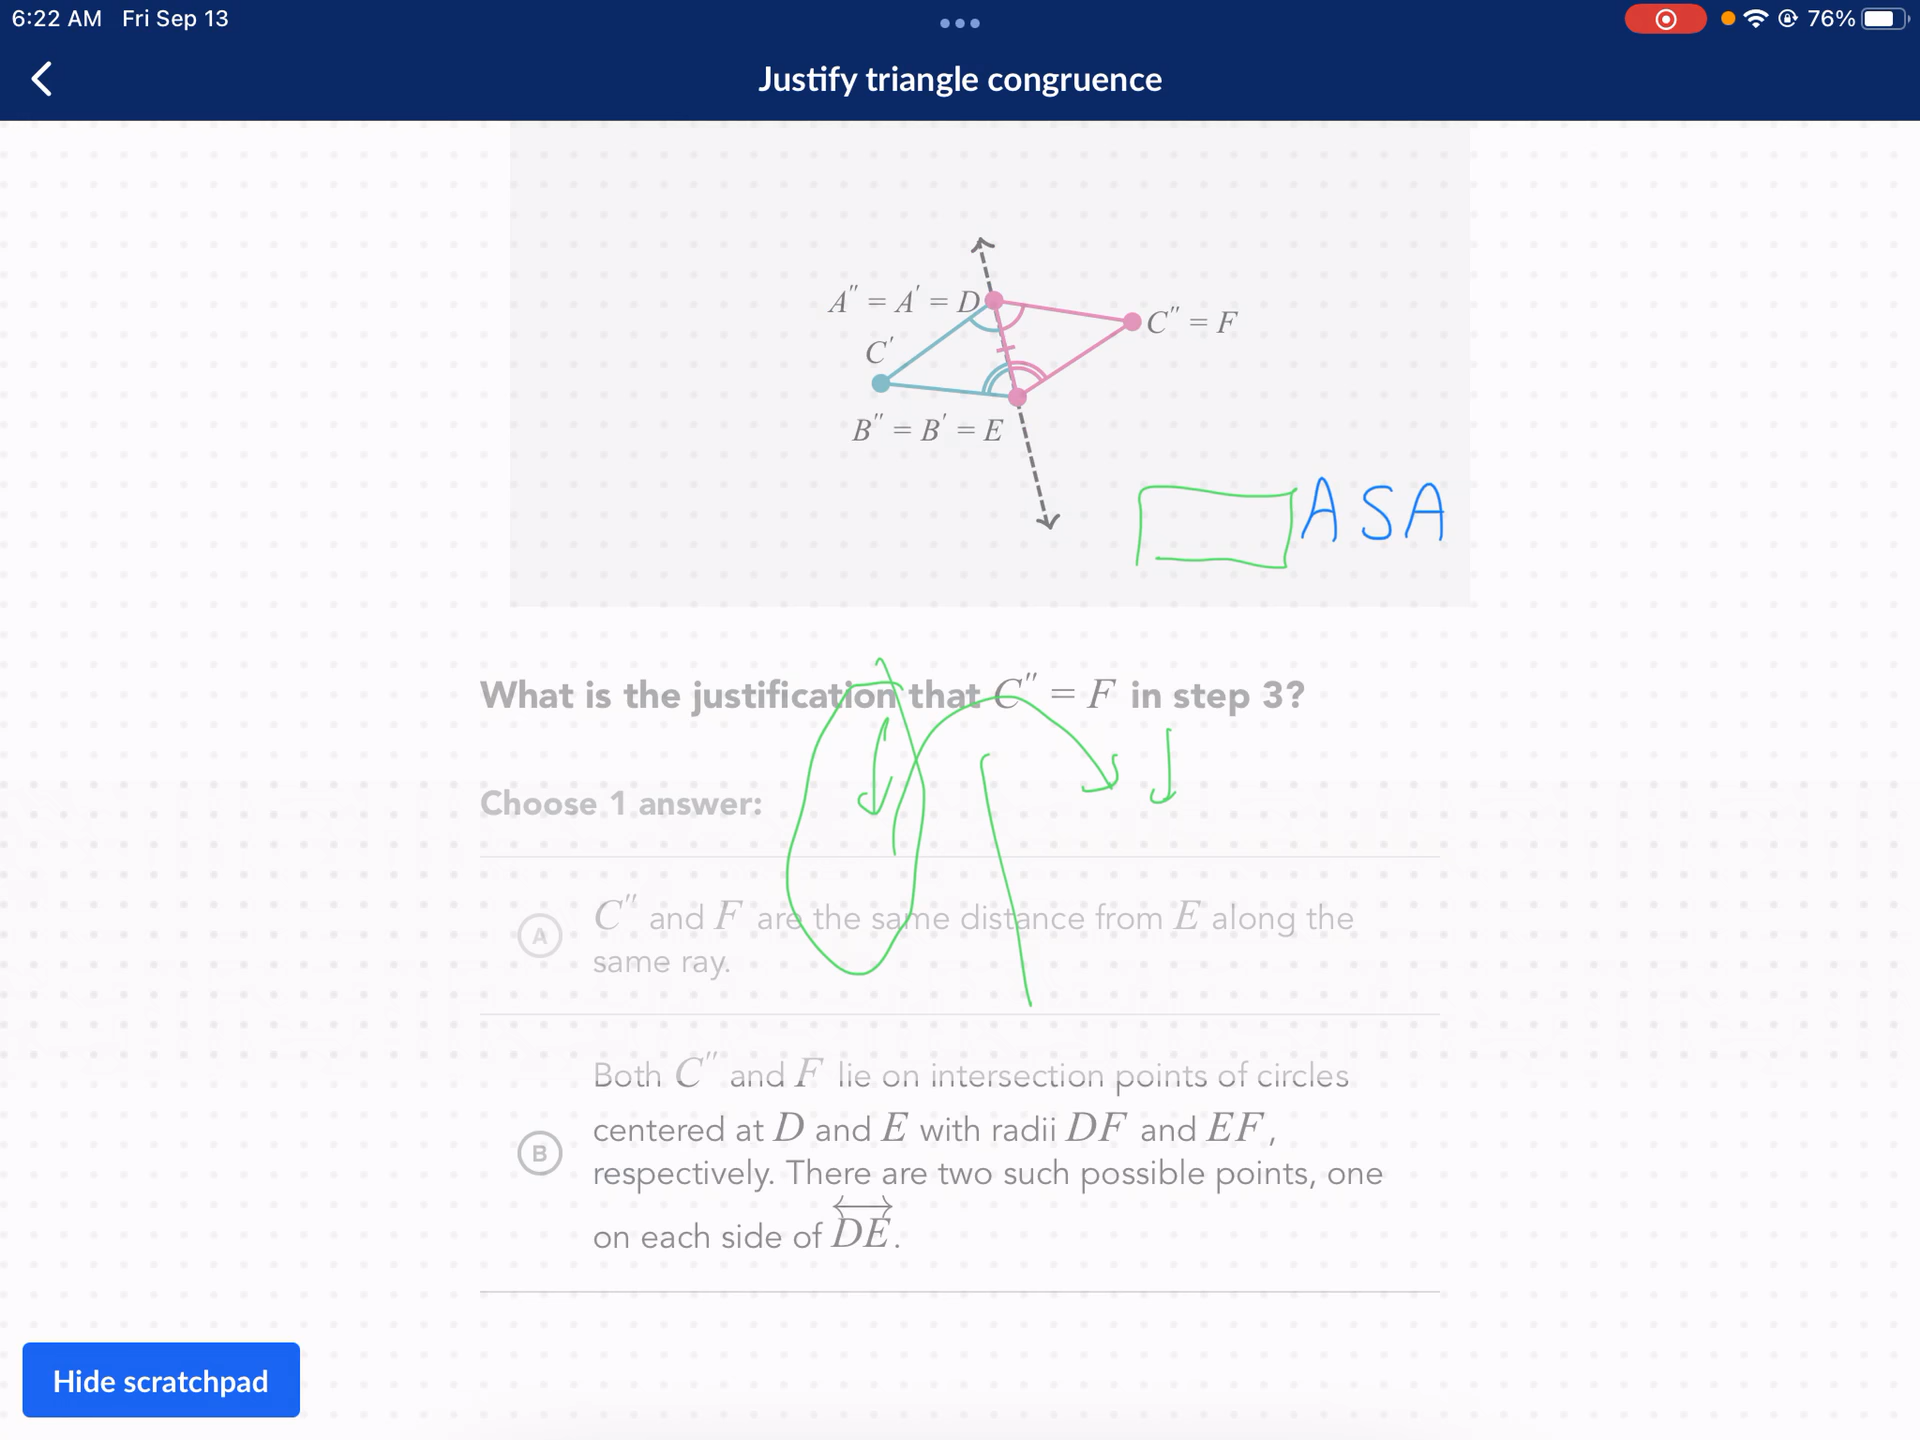 6:22 AM Fri Sep 13
76%
Justify triangle congruence
A″ = A′ = D
C″ = F
C′
B″ = B′ = E
ASA
What is the justification that C″ = F in step 3?
Choose 1 answer:
A
C″ and F are the same distance from E along the
same ray.
Both C″ and F lie on intersection points of circles
centered at D and E with radii DF and EF,
B
respectively. There are two such possible points, one
on each side of \overleftrightarrow{DE}.
Hide scratchpad